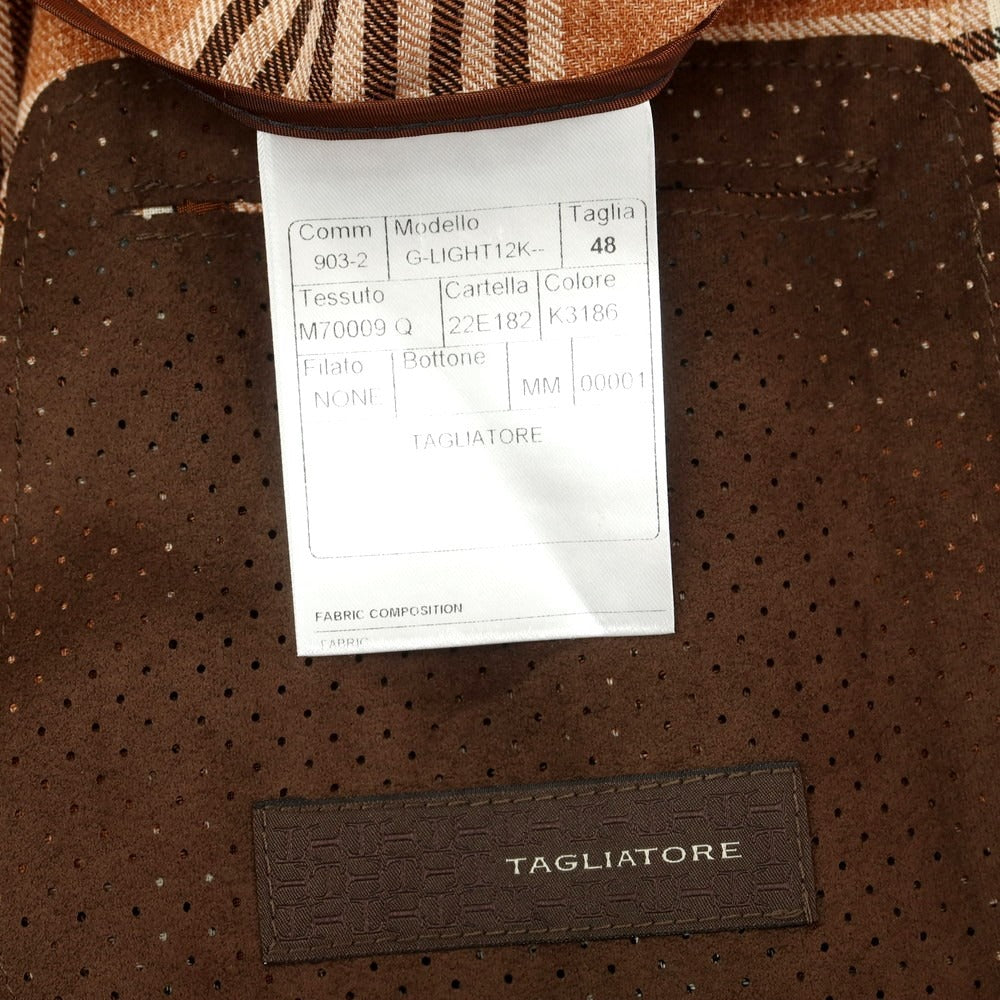 Comm Modello Taglia
903-2 G-LIGHT12K-- 48
Tessuto Cartella Colore
M70009 Q 22E182 K3186
Filato Bottone
NONE MM 00001
TAGLIATORE
FABRIC COMPOSITION
FABRIC
TAGLIATORE